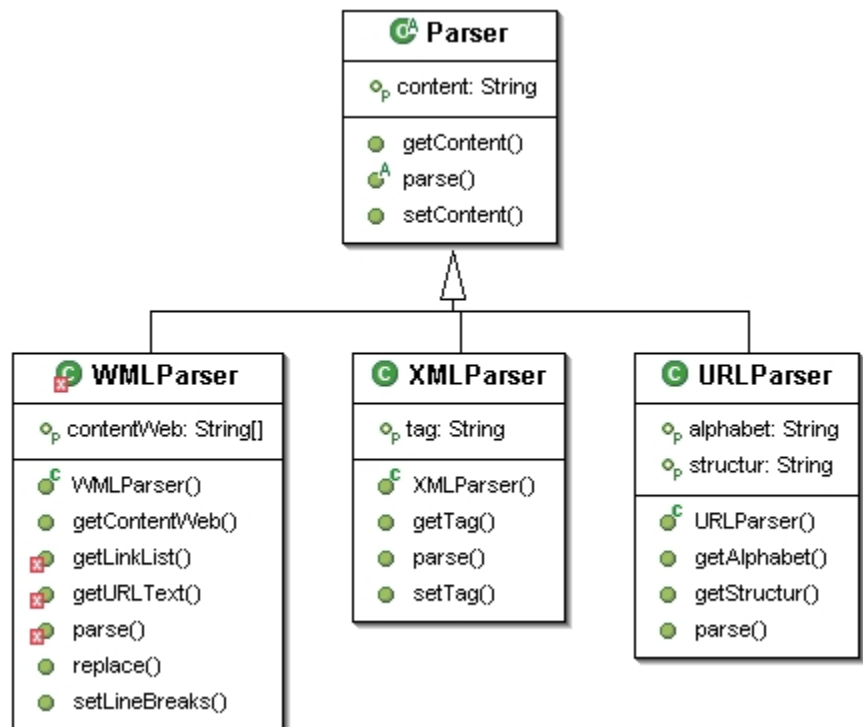 Parser
content: String
getContent()
parse()
setContent()
WMLParser
contentWeb: String[]
WMLParser()
getContentWeb()
getLinkList()
getURLText()
parse()
replace()
setLineBreaks()
XMLParser
tag: String
XMLParser()
getTag()
parse()
setTag()
URLParser
alphabet: String
structur: String
URLParser()
getAlphabet()
getStructur()
parse()